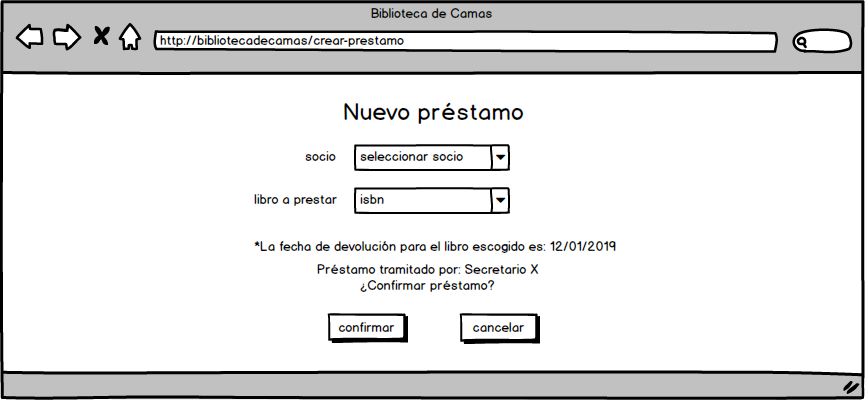 Biblioteca de Camas
http://bibliotecadecamas/crear-prestamo
Nuevo préstamo
socio seleccionar socio
libro a prestar isbn
*La fecha de devolución para el libro escogido es: 12/01/2019
Préstamo tramitado por: Secretario X
¿Confirmar préstamo?
confirmar cancelar